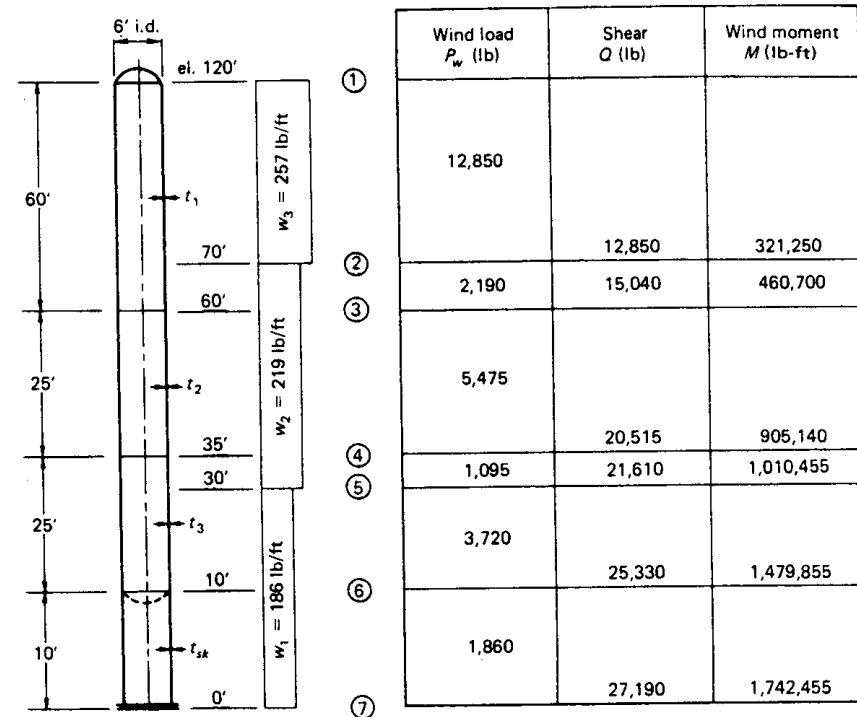 6' i.d.
el. 120'
60'
t₁
w₃ = 257 lb/ft
70'
60'
25'
t₂
w₂ = 219 lb/ft
35'
30'
25'
t₃
10'
w₁ = 186 lb/ft
10'
tsk
0'
①
②
③
④
⑤
⑥
⑦
Wind load Shear Wind moment
Pw (lb) Q (lb) M (lb-ft)
12,850
12,850 321,250
2,190 15,040 460,700
5,475
20,515 905,140
1,095 21,610 1,010,455
3,720
25,330 1,479,855
1,860
27,190 1,742,455